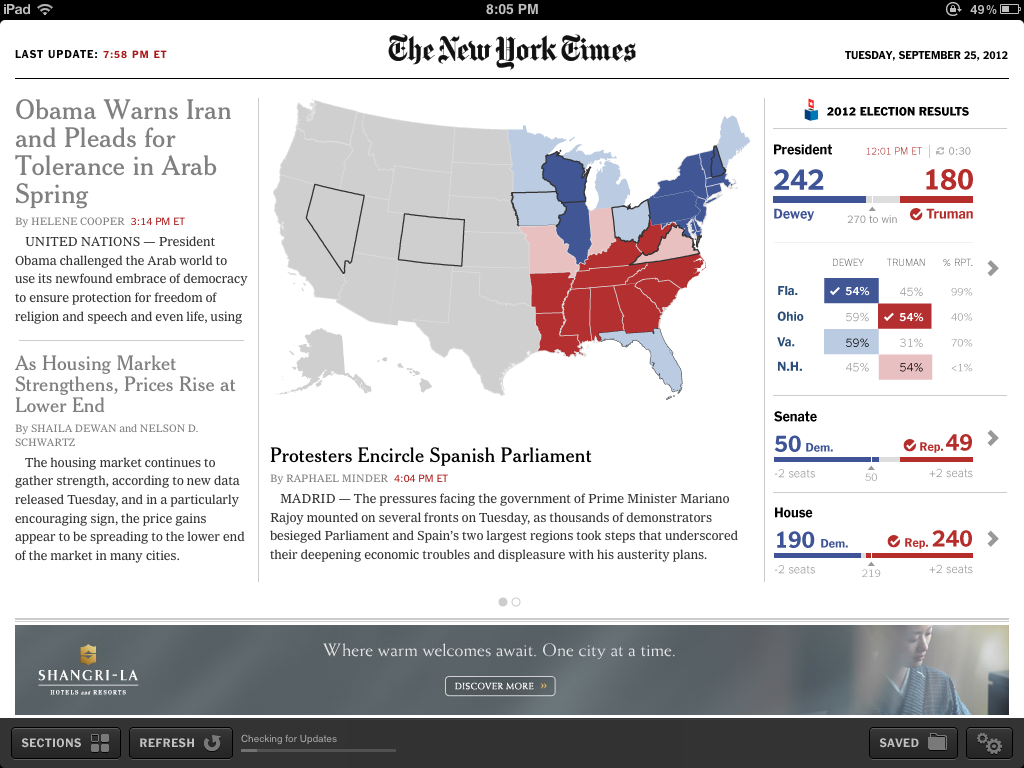 iPad 8:05 PM 49%
LAST UPDATE: 7:58 PM ET
The New York Times
TUESDAY, SEPTEMBER 25, 2012
Obama Warns Iran
and Pleads for
Tolerance in Arab
Spring
By HELENE COOPER 3:14 PM ET
UNITED NATIONS — President
Obama challenged the Arab world to
use its newfound embrace of democracy
to ensure protection for freedom of
religion and speech and even life, using
As Housing Market
Strengthens, Prices Rise at
Lower End
By SHAILA DEWAN and NELSON D.
SCHWARTZ
The housing market continues to
gather strength, according to new data
released Tuesday, and in a particularly
encouraging sign, the price gains
appear to be spreading to the lower end
of the market in many cities.
Protesters Encircle Spanish Parliament
By RAPHAEL MINDER 4:04 PM ET
MADRID — The pressures facing the government of Prime Minister Mariano
Rajoy mounted on several fronts on Tuesday, as thousands of demonstrators
besieged Parliament and Spain's two largest regions took steps that underscored
their deepening economic troubles and displeasure with his austerity plans.
2012 ELECTION RESULTS
President 12:01 PM ET 0:30
242 180
Dewey 270 to win Truman
DEWEY TRUMAN % RPT.
Fla. 54% 45% 99%
Ohio 59% 54% 40%
Va. 59% 31% 70%
N.H. 45% 54% <1%
Senate
50 Dem. Rep. 49
-2 seats 50 +2 seats
House
190 Dem. Rep. 240
-2 seats 219 +2 seats
SHANGRI-LA
HOTELS and RESORTS
Where warm welcomes await. One city at a time.
DISCOVER MORE »
SECTIONS REFRESH Checking for Updates SAVED